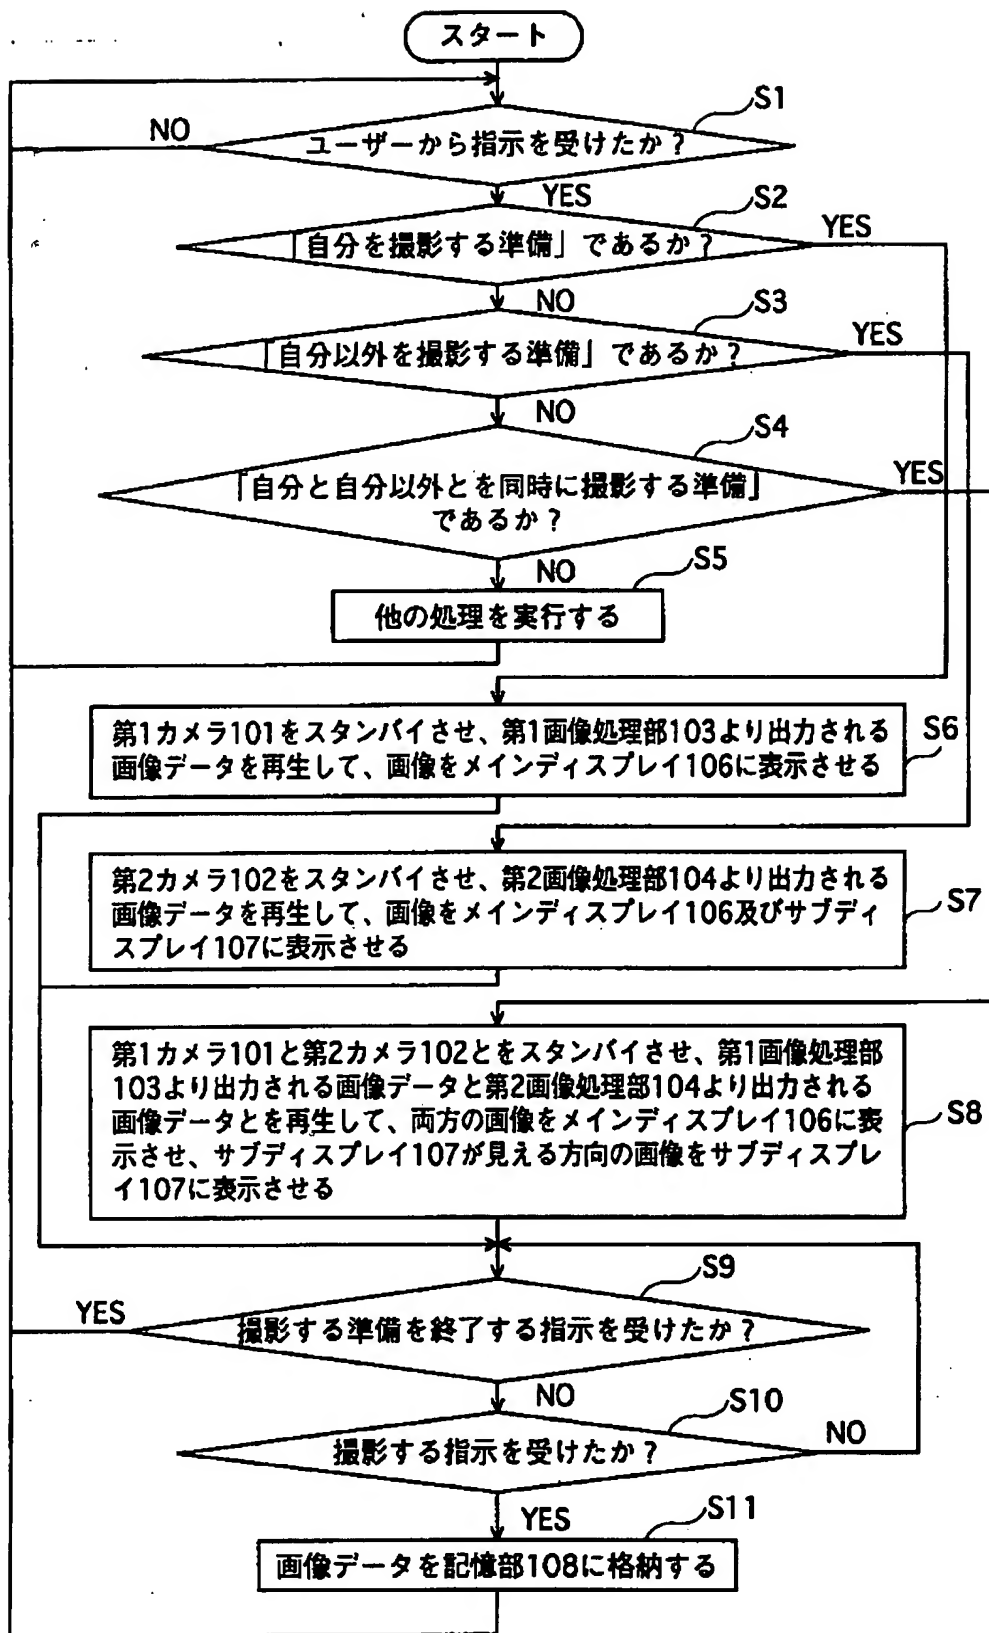 スタート
S1
NO
ユーザーから指示を受けたか？
YES
S2
YES
「自分を撮影する準備」であるか？
NO
S3
YES
「自分以外を撮影する準備」であるか？
NO
S4
YES
「自分と自分以外とを同時に撮影する準備」
であるか？
NO
S5
他の処理を実行する
S6
第1カメラ101をスタンバイさせ、第1画像処理部103より出力される
画像データを再生して、画像をメインディスプレイ106に表示させる
第2カメラ102をスタンバイさせ、第2画像処理部104より出力される
画像データを再生して、画像をメインディスプレイ106及びサブディ
スプレイ107に表示させる
S7
第1カメラ101と第2カメラ102とをスタンバイさせ、第1画像処理部
103より出力される画像データと第2画像処理部104より出力される
画像データとを再生して、両方の画像をメインディスプレイ106に表
示させ、サブディスプレイ107が見える方向の画像をサブディスプレ
イ107に表示させる
S8
S9
YES
撮影する準備を終了する指示を受けたか？
NO
S10
NO
撮影する指示を受けたか？
YES
S11
画像データを記憶部108に格納する